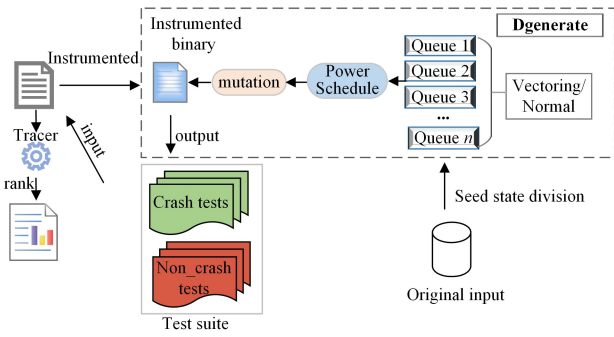 Dgenerate
Instrumented
Instrumented
binary
mutation
Power
Schedule
Queue 1
Queue 2
Queue 3
...
Queue n
Vectoring/
Normal
Tracer
input
rank
output
Crash tests
Non_crash
tests
Test suite
Seed state division
Original input